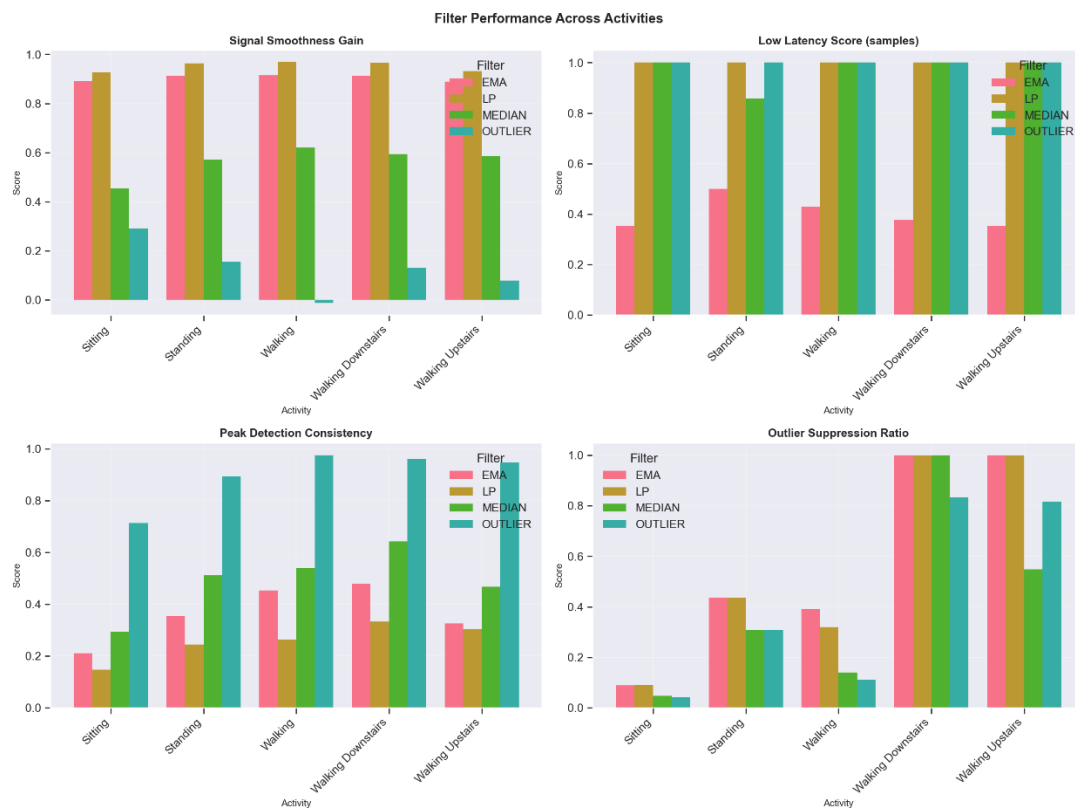 Filter Performance Across Activities
Signal Smoothness Gain
1.0
0.8
0.6
0.4
0.2
0.0
Score
Filter
EMA
LP
MEDIAN
OUTLIER
Sitting
Standing
Walking
Walking Downstairs
Walking Upstairs
Activity
Low Latency Score (samples)
1.0
0.8
0.6
0.4
0.2
0.0
Score
Filter
EMA
LP
MEDIAN
OUTLIER
Sitting
Standing
Walking
Walking Downstairs
Walking Upstairs
Activity
Peak Detection Consistency
1.0
0.8
0.6
0.4
0.2
0.0
Score
Filter
EMA
LP
MEDIAN
OUTLIER
Sitting
Standing
Walking
Walking Downstairs
Walking Upstairs
Activity
Outlier Suppression Ratio
1.0
0.8
0.6
0.4
0.2
0.0
Score
Filter
EMA
LP
MEDIAN
OUTLIER
Sitting
Standing
Walking
Walking Downstairs
Walking Upstairs
Activity